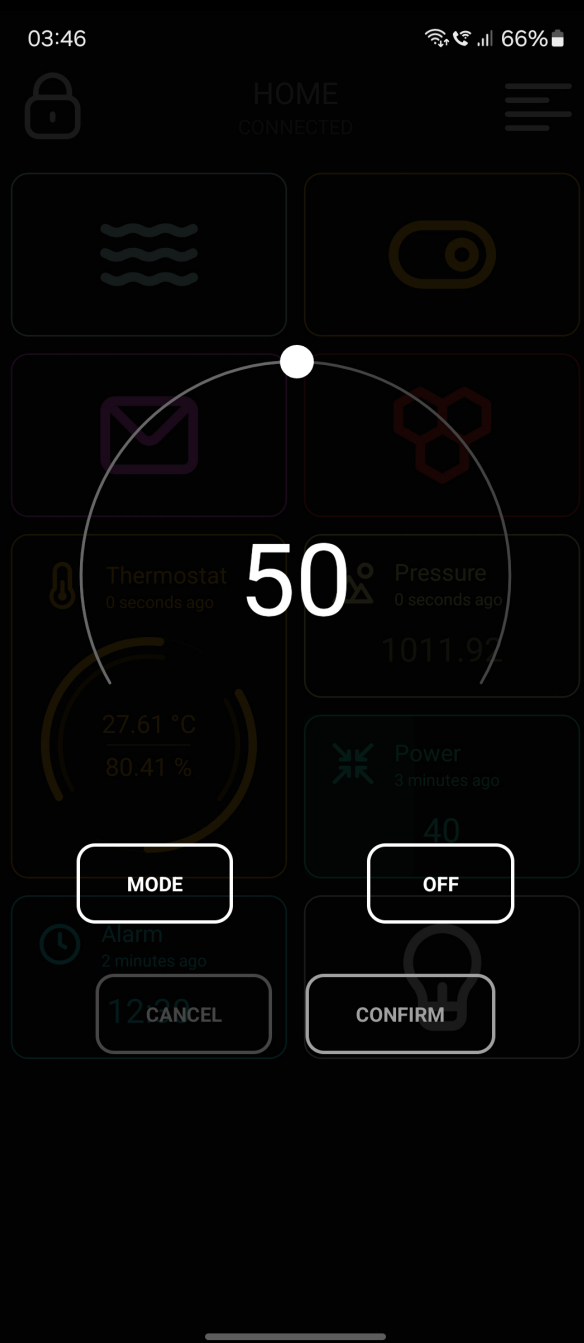 03:46
66%
HOME
CONNECTED
50
Thermostat
0 seconds ago
Pressure
0 seconds ago
1011.92
27.61 °C
80.41 %
Power
3 minutes ago
40
MODE
OFF
Alarm
2 minutes ago
CANCEL
CONFIRM